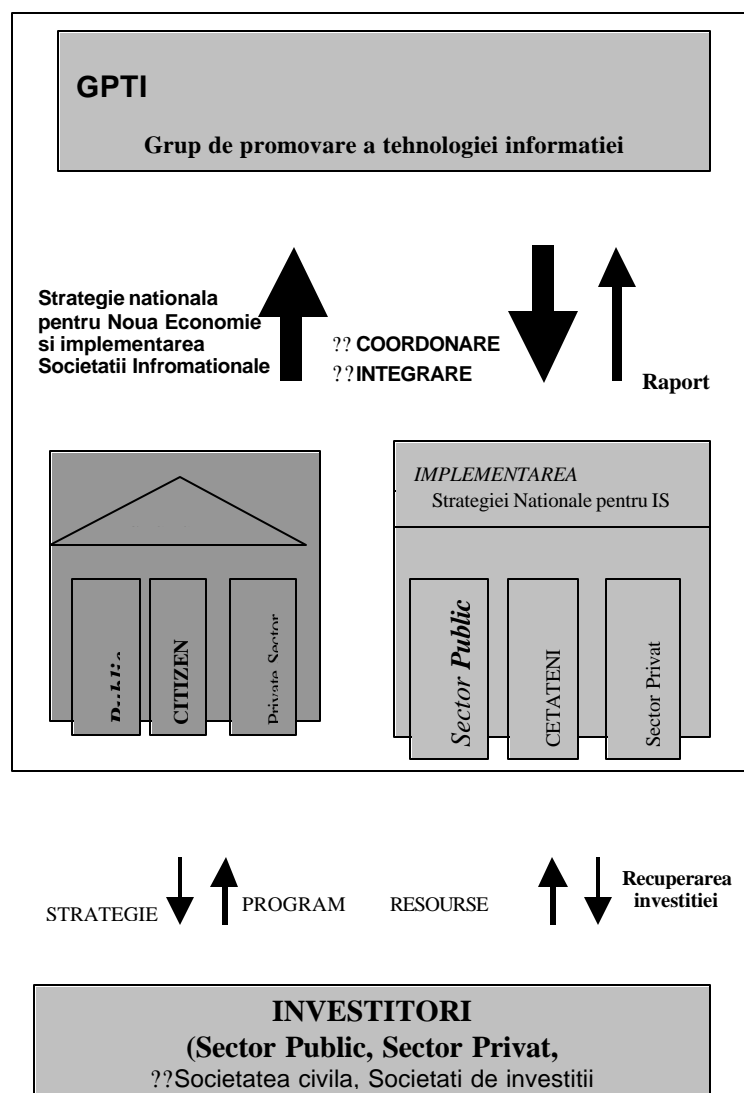 GPTI
Grup de promovare a tehnologiei informatiei
Strategie nationala
pentru Noua Economie
si implementarea
Societatii Infromationale
?? COORDONARE
??INTEGRARE
Raport
IMPLEMENTAREA
Strategiei Nationale pentru IS
CITIZEN
Private Sector
Sector Public
CETATENI
Sector Privat
STRATEGIE
PROGRAM
RESOURSE
Recuperarea
investitiei
INVESTITORI
(Sector Public, Sector Privat,
??Societatea civila, Societati de investitii